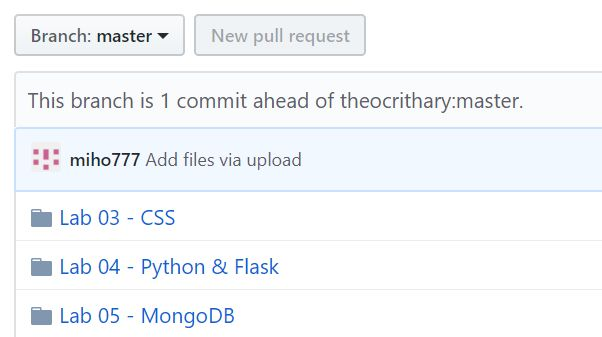 Branch: master New pull request
This branch is 1 commit ahead of theocrithary:master.
miho777 Add files via upload
Lab 03 - CSS
Lab 04 - Python & Flask
Lab 05 - MongoDB